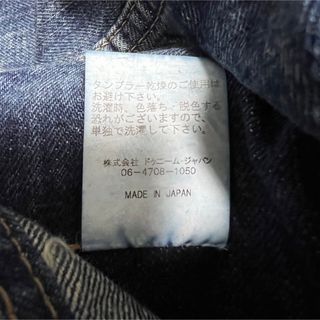 タンブラー乾燥のご使用は
お避け下さい。
洗濯時、色落ち・脱色する
恐れがございますので、
単独で洗濯して下さい。
株式会社 ドゥニーム・ジャパン
06-4708-1050
MADE IN JAPAN